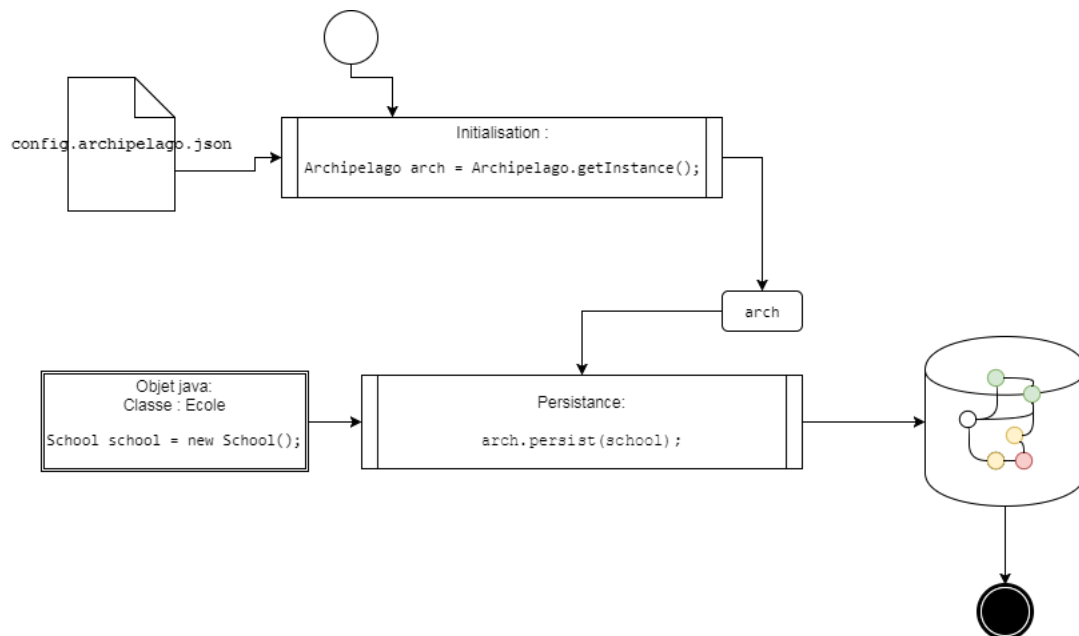 config.archipelago.json
Initialisation :
Archipelago arch = Archipelago.getInstance();
arch
Objet java:
Classe : Ecole
School school = new School();
Persistance:
arch.persist(school);